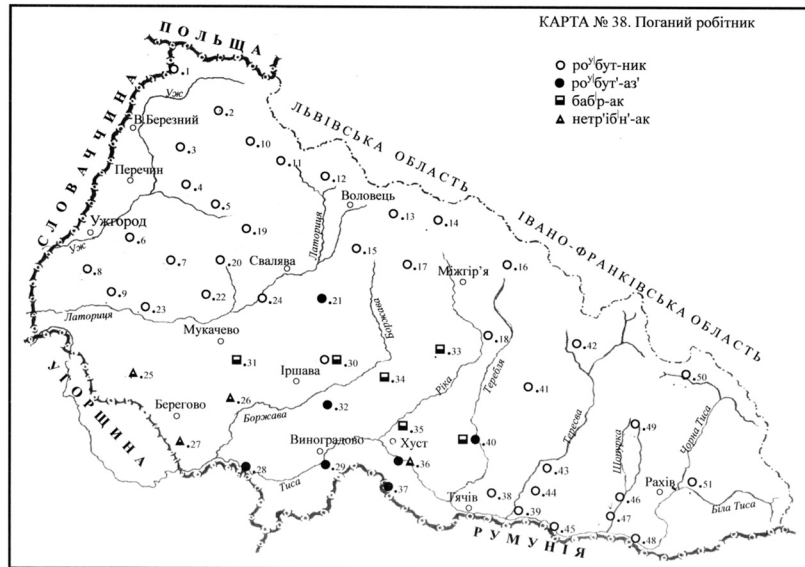 КАРТА № 38. Поганий робітник
роʸ|бут-ник
роʸ|бут'-аз'
баб|р-ак
нетр'іб|н'-ак
ПОЛЬЩА
СЛОВАЧЧИНА
ЛЬВІВСЬКА ОБЛАСТЬ
ІВАНО-ФРАНКІВСЬКА ОБЛАСТЬ
УГОРЩИНА
РУМУНІЯ
.1
Уж
.2
В.Березний
.3
.10
.11
Перечин
.4
.12
Воловець
.5
.13
.14
Ужгород
.6
.19
Латориця
Уж
.15
.8
.7
.20
Свалява
.17
Міжгір'я
.16
.9
.23
.22
.24
.21
Боржава
Латориця
Мукачево
.18
.42
.31
.30
.33
.25
Іршава
.34
Ріка
Теребля
.50
.26
.32
.41
Берегово
Боржава
.35
Тересва
.49
Чорна Тиса
.27
Виноградово
Хуст
.40
Шопурка
.28
.29
.36
.43
Рахів
.51
Тиса
.37
.38
.44
.46
Тячів
.39
.47
Біла Тиса
.45
.48